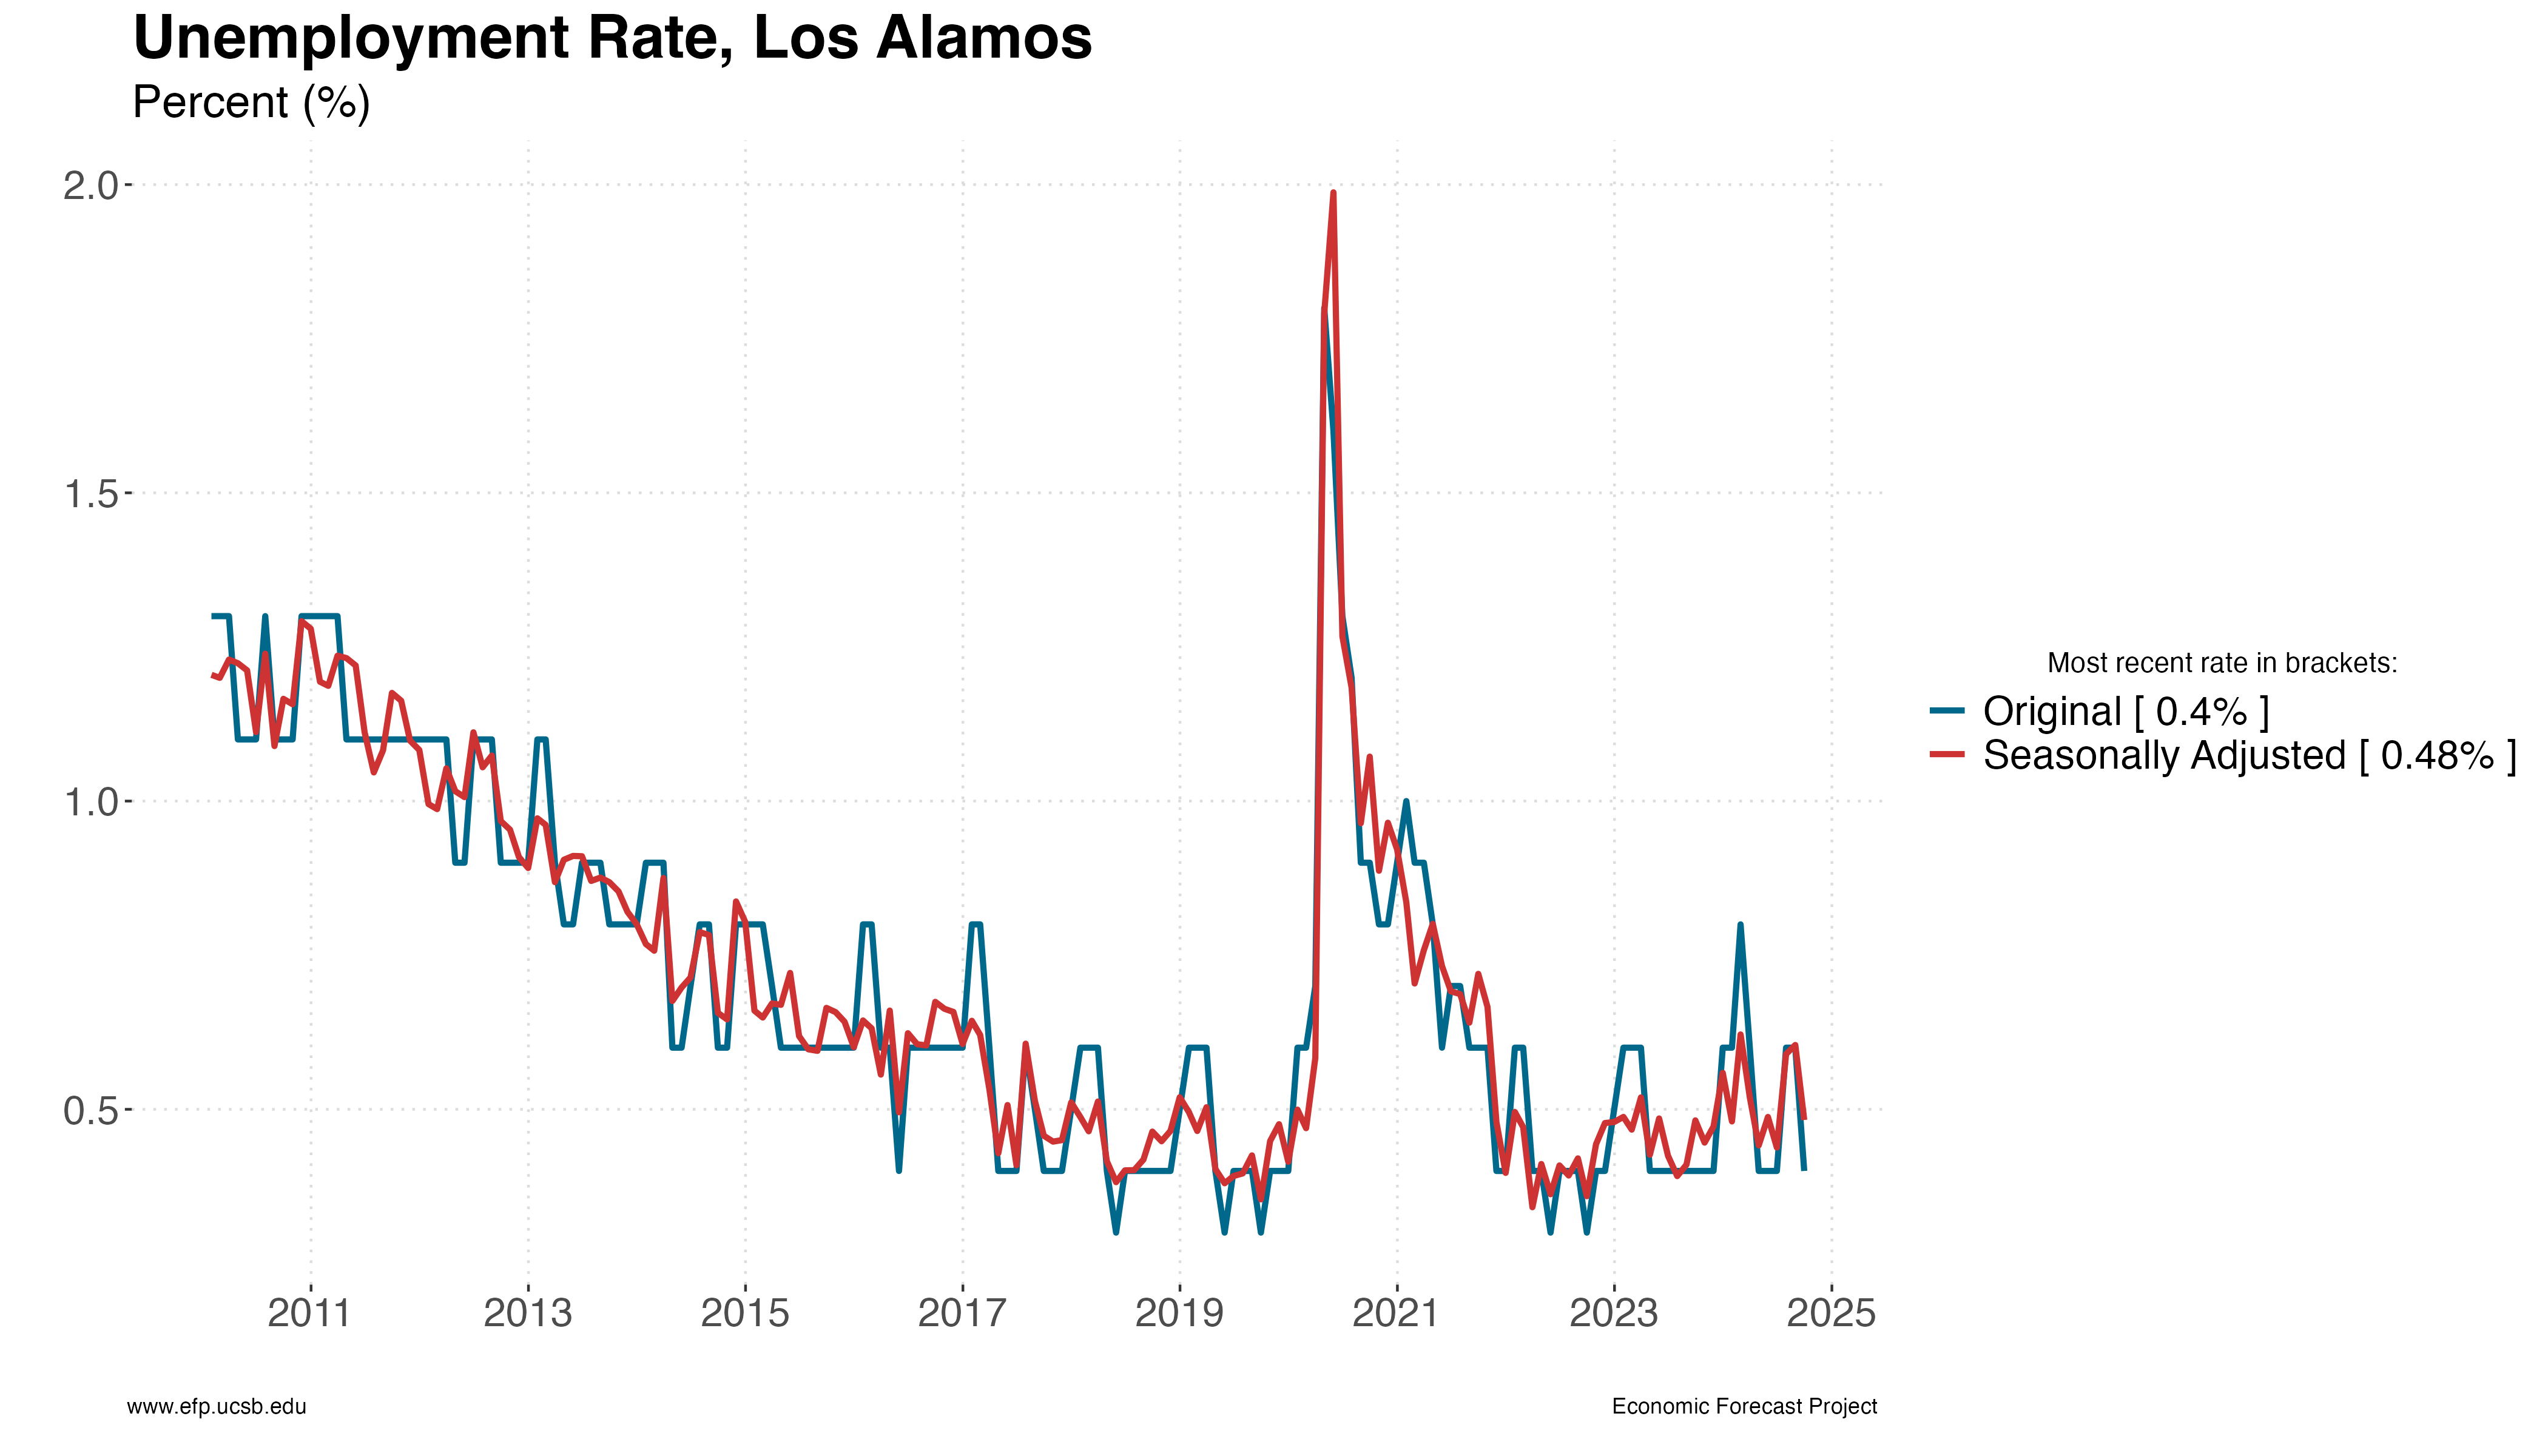 Unemployment Rate, Los Alamos
Percent (%)
2.0
1.5
1.0
0.5
2011 2013 2015 2017 2019 2021 2023 2025
Most recent rate in brackets:
Original [ 0.4% ]
Seasonally Adjusted [ 0.48% ]
www.efp.ucsb.edu
Economic Forecast Project